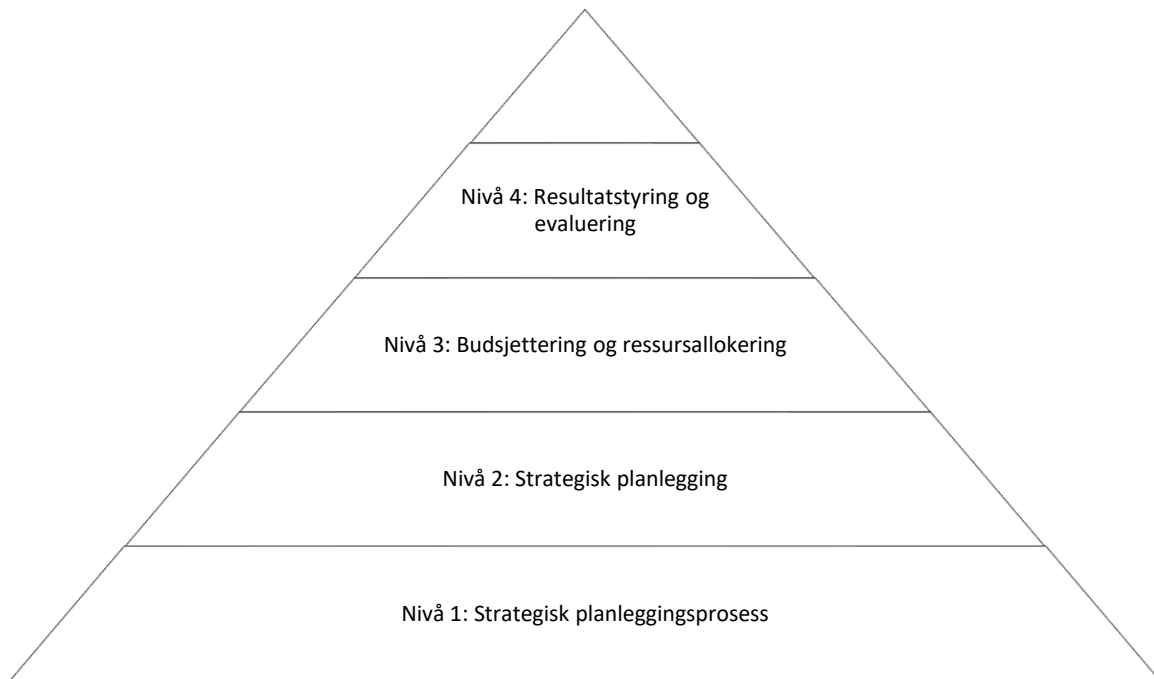 Nivå 4: Resultatstyring og
evaluering
Nivå 3: Budsjettering og ressursallokering
Nivå 2: Strategisk planlegging
Nivå 1: Strategisk planleggingsprosess